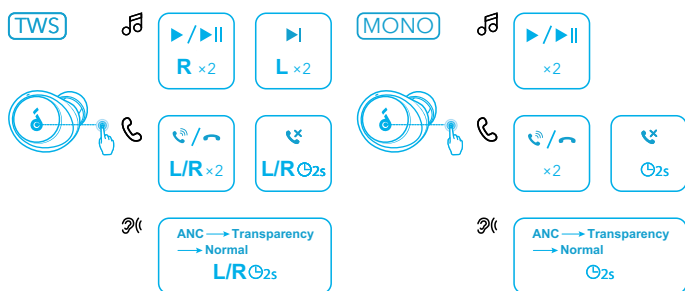 TWS
R ×2
L ×2
L/R ×2
L/R 2s
ANC → Transparency
→ Normal
L/R 2s
MONO
×2
×2
2s
ANC → Transparency
→ Normal
2s